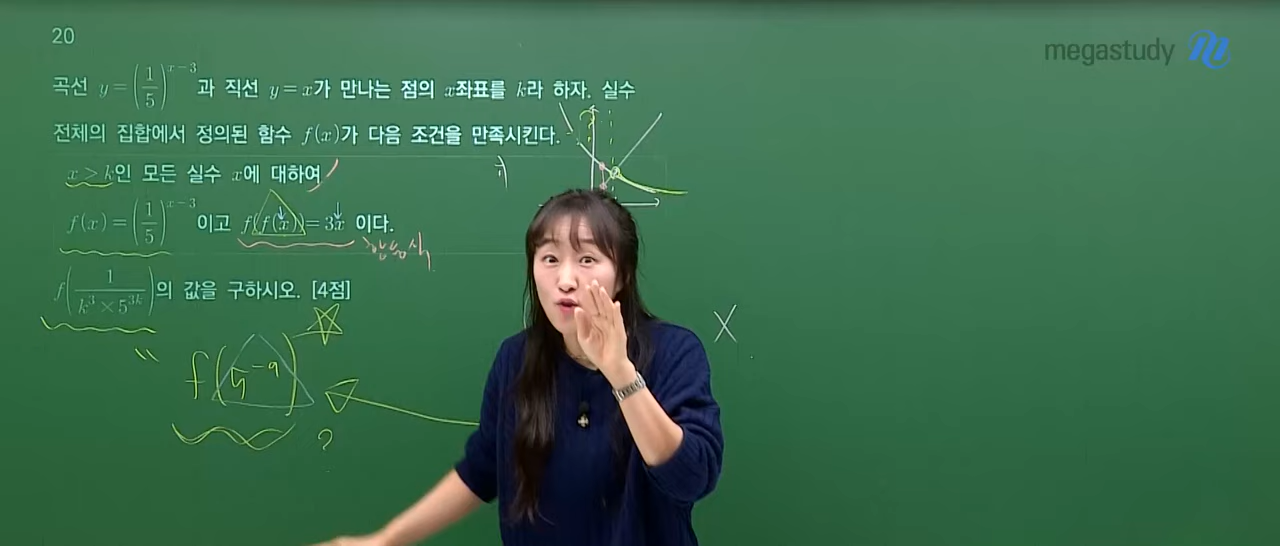 20
megastudy
곡선 y = (1/5)^{x-3}과 직선 y = x가 만나는 점의 x좌표를 k라 하자. 실수
전체의 집합에서 정의된 함수 f(x)가 다음 조건을 만족시킨다.
x > k인 모든 실수 x에 대하여
f(x) = (1/5)^{x-3}이고 f(f(x)) = 3x 이다.
합성식
f(1/(k^3 × 5^{3k}))의 값을 구하시오. [4점]
f(5^{-9})
?